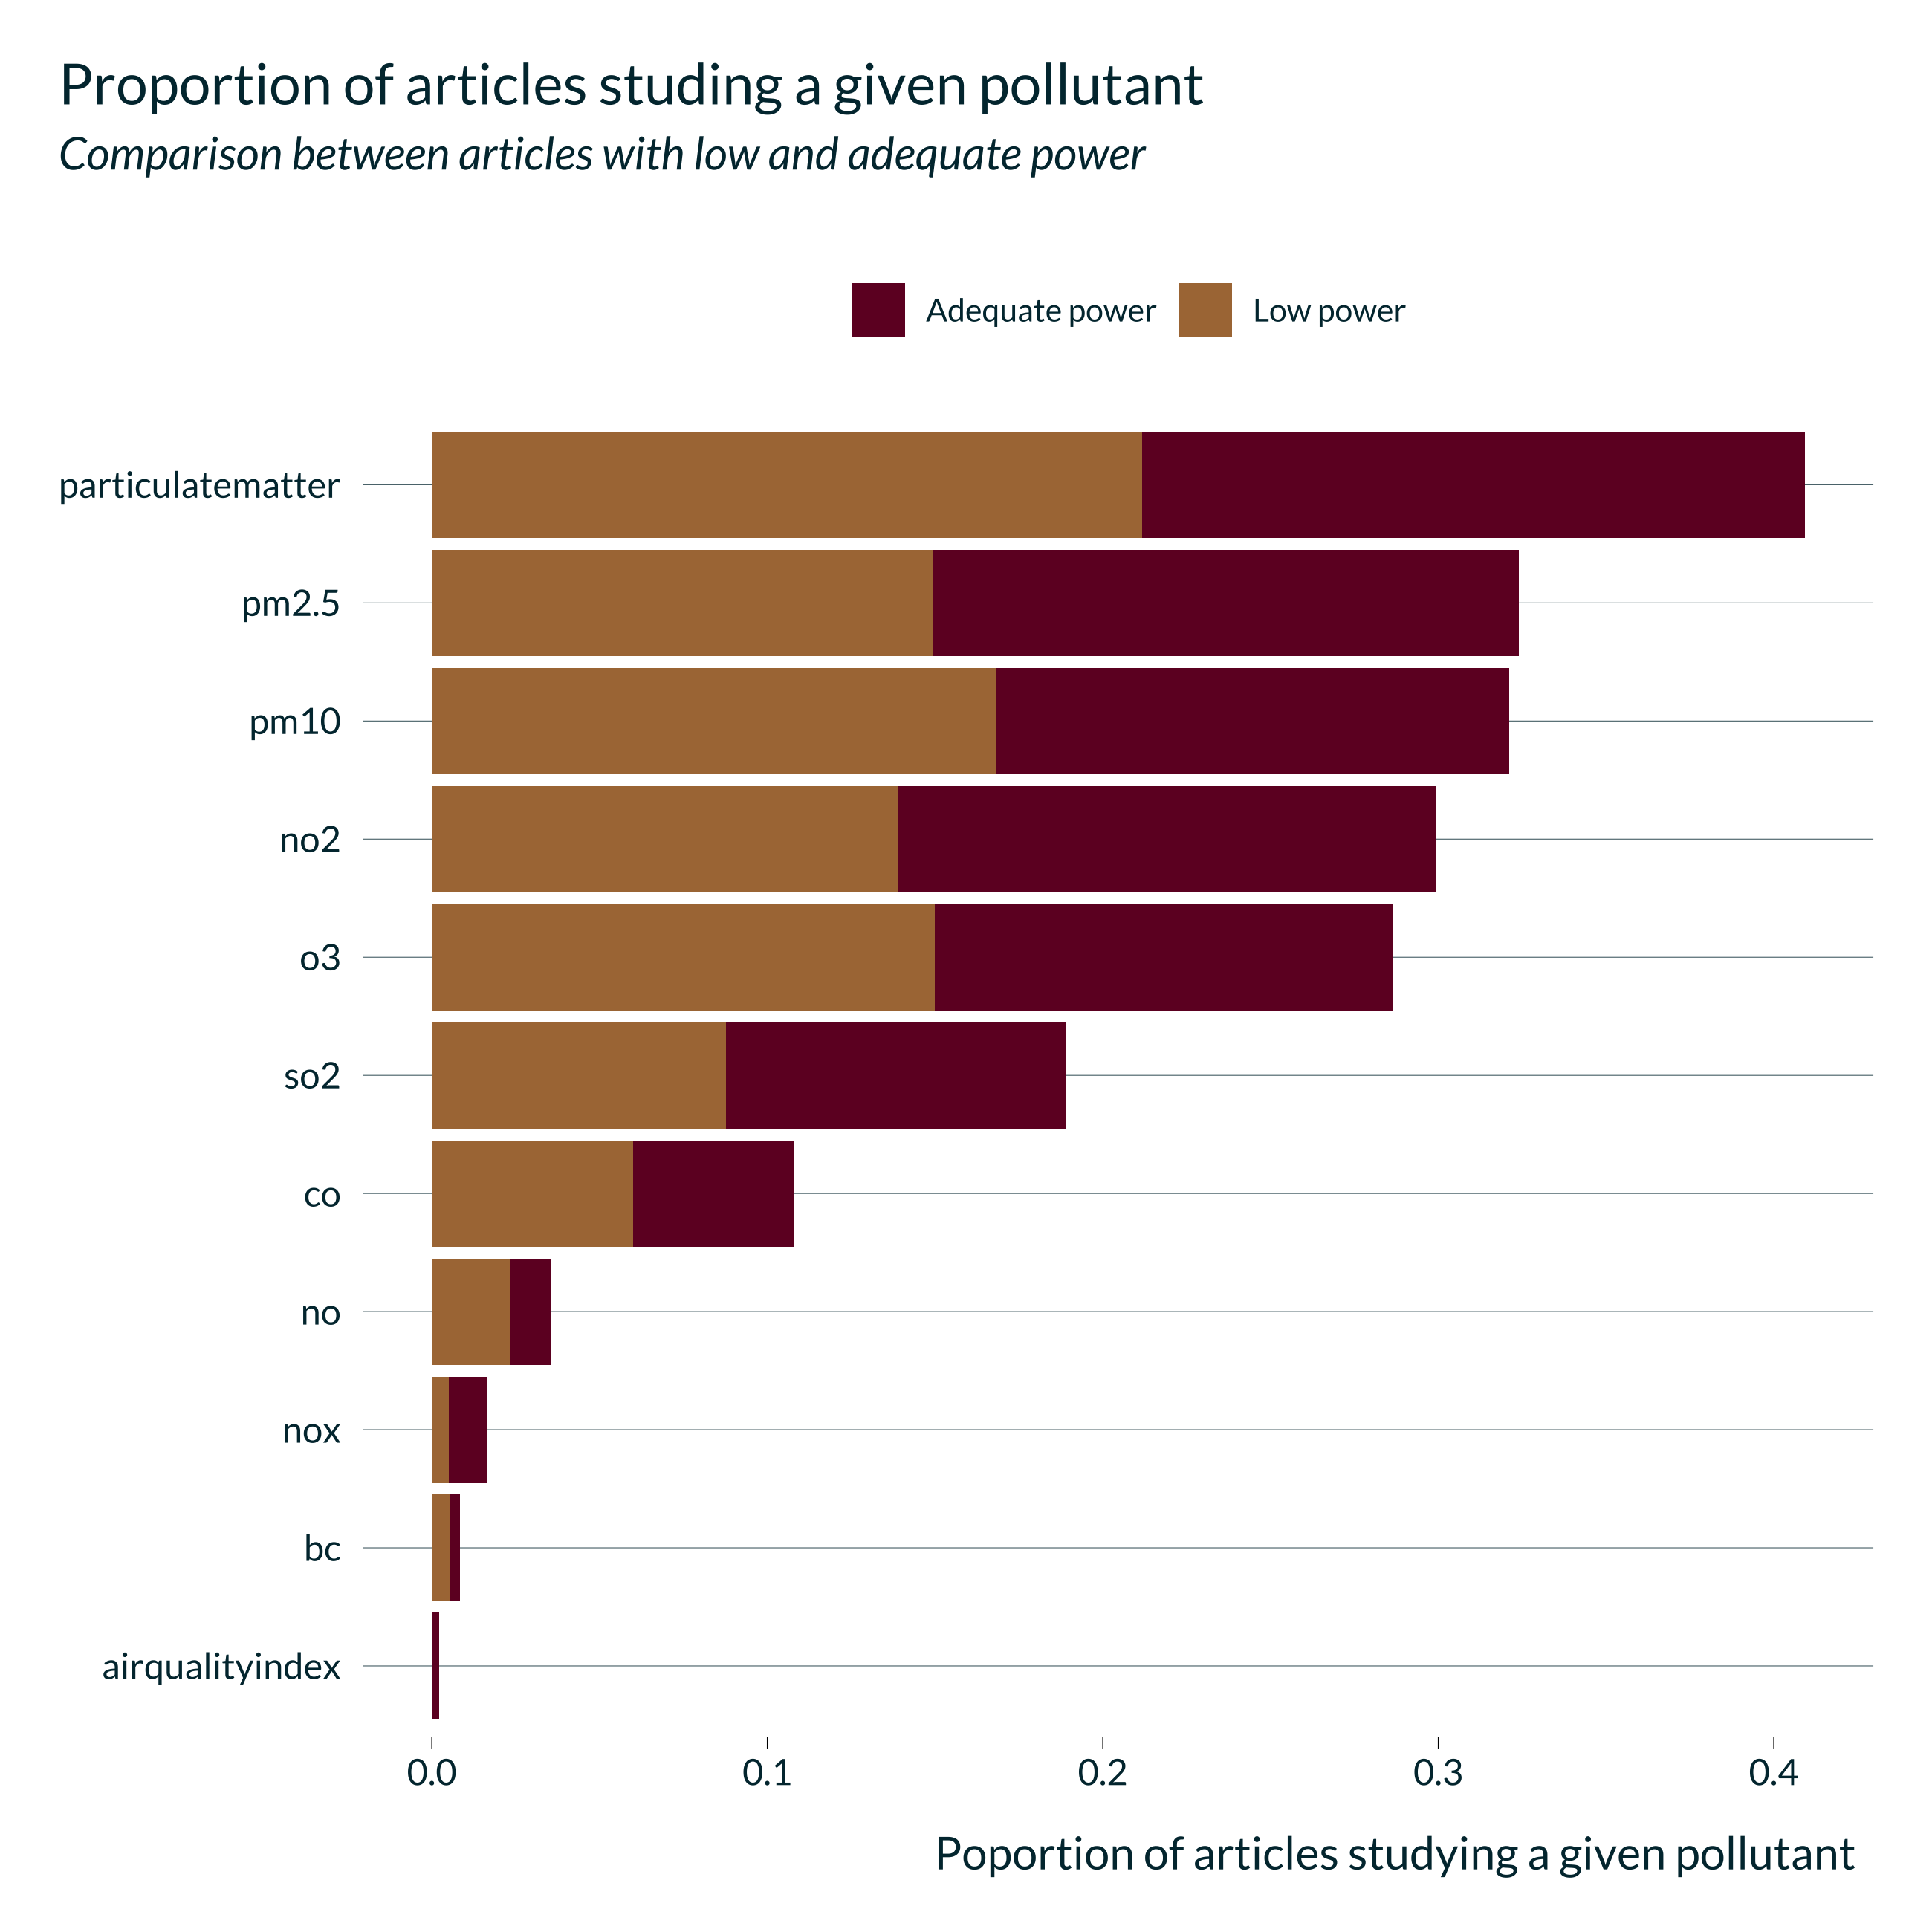 Proportion of articles studing a given pollutant
Comparison between articles with low and adequate power
Adequate power Low power
particulatematter
pm2.5
pm10
no2
o3
so2
co
no
nox
bc
airqualityindex
0.0 0.1 0.2 0.3 0.4
Poportion of articles studying a given pollutant